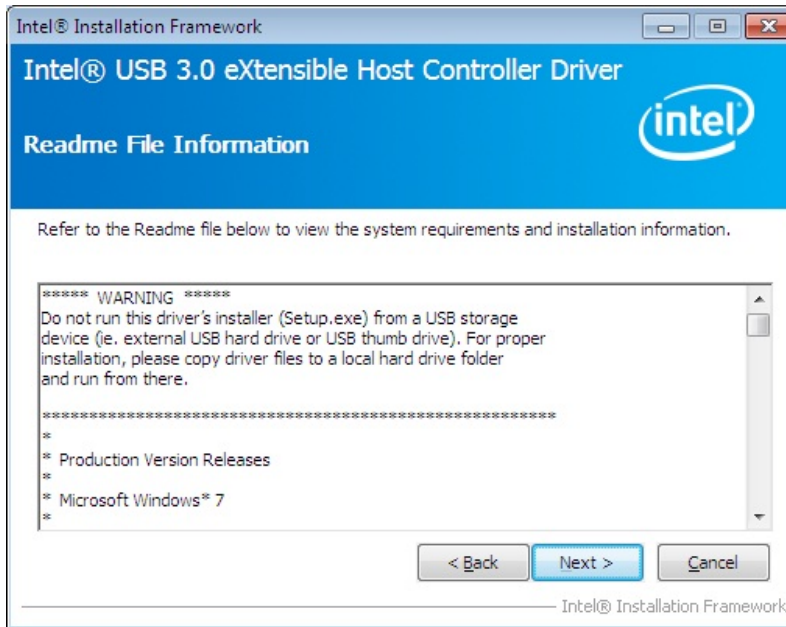 Intel® Installation Framework
Intel® USB 3.0 eXtensible Host Controller Driver
intel
Readme File Information
Refer to the Readme file below to view the system requirements and installation information.
***** WARNING *****
Do not run this driver's installer (Setup.exe) from a USB storage
device (ie. external USB hard drive or USB thumb drive). For proper
installation, please copy driver files to a local hard drive folder
and run from there.
*******************************************************
*
* Production Version Releases
*
* Microsoft Windows* 7
*
< Back Next > Cancel
Intel® Installation Framework